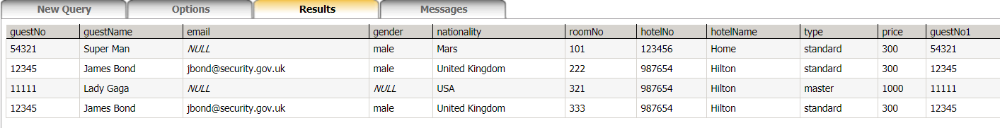 New Query Options Results Messages
guestNo guestName email gender nationality roomNo hotelNo hotelName type price guestNo1
54321 Super Man NULL male Mars 101 123456 Home standard 300 54321
12345 James Bond jbond@security.gov.uk male United Kingdom 222 987654 Hilton standard 300 12345
11111 Lady Gaga NULL NULL USA 321 987654 Hilton master 1000 11111
12345 James Bond jbond@security.gov.uk male United Kingdom 333 987654 Hilton standard 300 12345